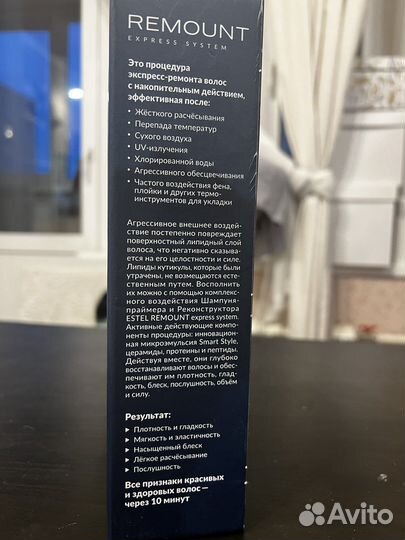 REMOUNT
EXPRESS SYSTEM
Это процедура
экспресс-ремонта волос
с накопительным действием,
эффективная после:
• Жёсткого расчёсывания
• Перепада температур
• Сухого воздуха
• UV-излучения
• Хлорированной воды
• Агрессивного обесцвечивания
• Частого воздействия фена,
плойки и других термо-
инструментов для укладки
Агрессивное внешнее воздей-
ствие постепенно повреждает
поверхностный липидный слой
волоса, что негативно сказыва-
ется на его целостности и силе.
Липиды кутикулы, которые были
утрачены, не возмещаются есте-
ственным путем. Восполнить
их можно с помощью комплекс-
ного воздействия Шампуня-
праймера и Реконструктора
ESTEL REMOUNT express system.
Активные действующие компо-
ненты процедуры: инновацион-
ная микроэмульсия Smart Style,
церамиды, протеины и пептиды.
Действуя вместе, они глубоко
восстанавливают волосы и обес-
печивают им плотность, глад-
кость, блеск, послушность, объём
и силу.
Результат:
▸ Плотность и гладкость
▸ Мягкость и эластичность
▸ Насыщенный блеск
▸ Лёгкое расчёсывание
▸ Послушность
Все признаки красивых
и здоровых волос —
через 10 минут
Avito